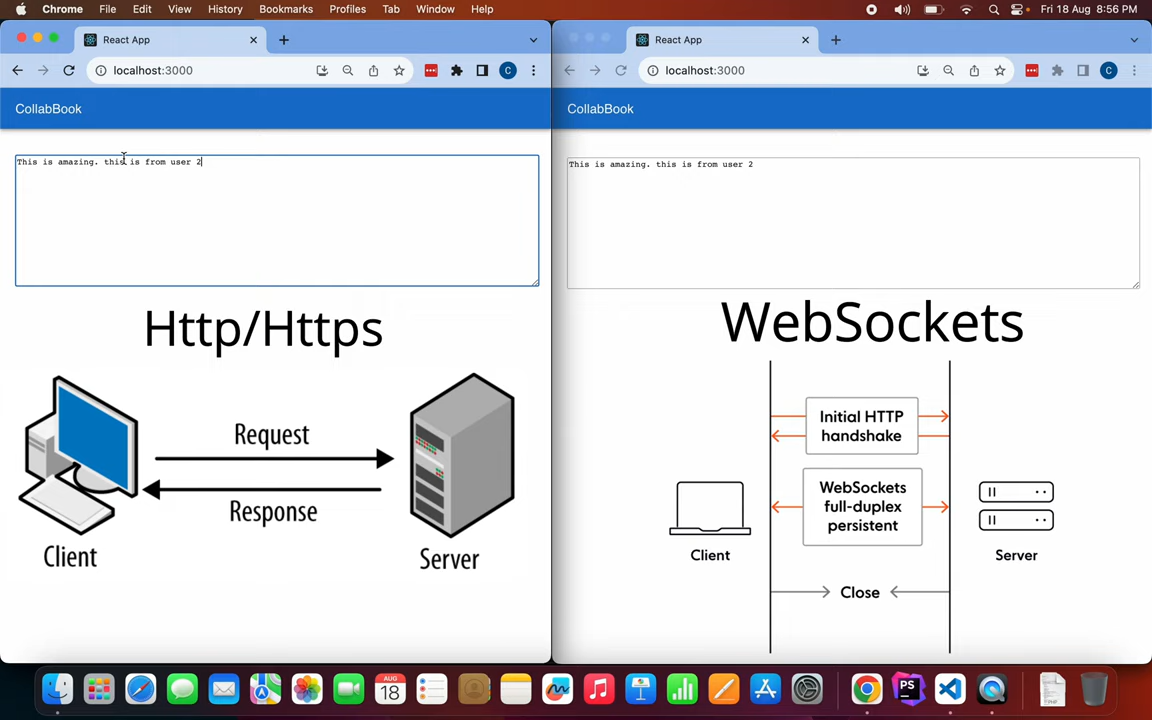 Chrome File Edit View History Bookmarks Profiles Tab Window Help Fri 18 Aug 8:56 PM
React App
localhost:3000
C
CollabBook
This is amazing. this is from user 2
Http/Https
Request
Response
Client
Server
React App
localhost:3000
C
CollabBook
This is amazing. this is from user 2
WebSockets
Initial HTTP
handshake
WebSockets
full-duplex
persistent
Client
Server
Close
AUG
18
PS